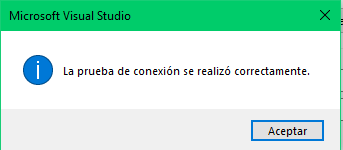 Microsoft Visual Studio
La prueba de conexión se realizó correctamente.
Aceptar